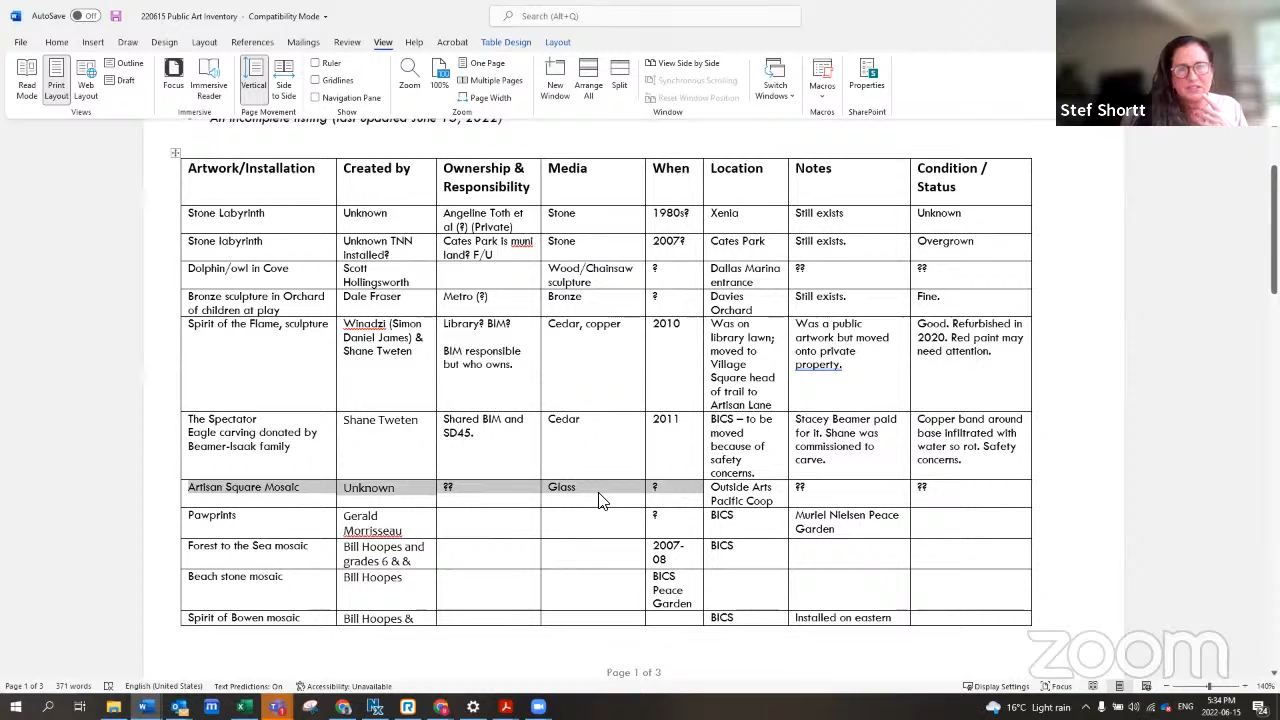 AutoSave Off 220615 Public Art Inventory - Compatibility Mode Search (Alt+Q)
File Home Insert Draw Design Layout References Mailings Review View Help Acrobat Table Design Layout
Read Mode
Print Layout
Web Layout
Outline
Draft
Views
Focus
Immersive Reader
Immersive
Vertical
Side to Side
Page Movement
Ruler
Gridlines
Navigation Pane
Show
Zoom
100%
One Page
Multiple Pages
Page Width
Zoom
New Window
Arrange All
Split
View Side by Side
Synchronous Scrolling
Reset Window Position
Window
Switch Windows
Macros
Macros
Properties
SharePoint
Stef Shortt
An incomplete listing (last updated June 15, 2022)
Artwork/Installation
Created by
Ownership &
Responsibility
Media
When
Location
Notes
Condition /
Status
Stone Labyrinth
Unknown
Angeline Toth et
al (?) (Private)
Stone
1980s?
Xenia
Still exists
Unknown
Stone labyrinth
Unknown TNN
Installed?
Cates Park is muni
land? F/U
Stone
2007?
Cates Park
Still exists.
Overgrown
Dolphin/owl in Cove
Scott
Hollingsworth
Wood/Chainsaw
sculpture
?
Dallas Marina
entrance
??
??
Bronze sculpture in Orchard
of children at play
Dale Fraser
Metro (?)
Bronze
?
Davies
Orchard
Still exists.
Fine.
Spirit of the Flame, sculpture
Winadzi (Simon
Daniel James) &
Shane Tweten
Library? BIM?
BIM responsible
but who owns.
Cedar, copper
2010
Was on
library lawn;
moved to
Village
Square head
of trail to
Artisan Lane
Was a public
artwork but moved
onto private
property.
Good. Refurbished in
2020. Red paint may
need attention.
The Spectator
Eagle carving donated by
Beamer-Isaak family
Shane Tweten
Shared BIM and
SD45.
Cedar
2011
BICS – to be
moved
because of
safety
concerns.
Stacey Beamer paid
for it. Shane was
commissioned to
carve.
Copper band around
base infiltrated with
water so rot. Safety
concerns.
Artisan Square Mosaic
Unknown
??
Glass
?
Outside Arts
Pacific Coop
??
??
Pawprints
Gerald
Morrisseau
?
BICS
Muriel Nielsen Peace
Garden
Forest to the Sea mosaic
Bill Hoopes and
grades 6 & &
2007-
08
BICS
Beach stone mosaic
Bill Hoopes
BICS
Peace
Garden
Spirit of Bowen mosaic
Bill Hoopes &
BICS
Installed on eastern
Page 1 of 3
zoom
Page 1 of 3 371 words English (United States) Text Predictions: On Accessibility: Unavailable Display Settings Focus 140%
16°C Light rain
5:34 PM
2022-06-15
24